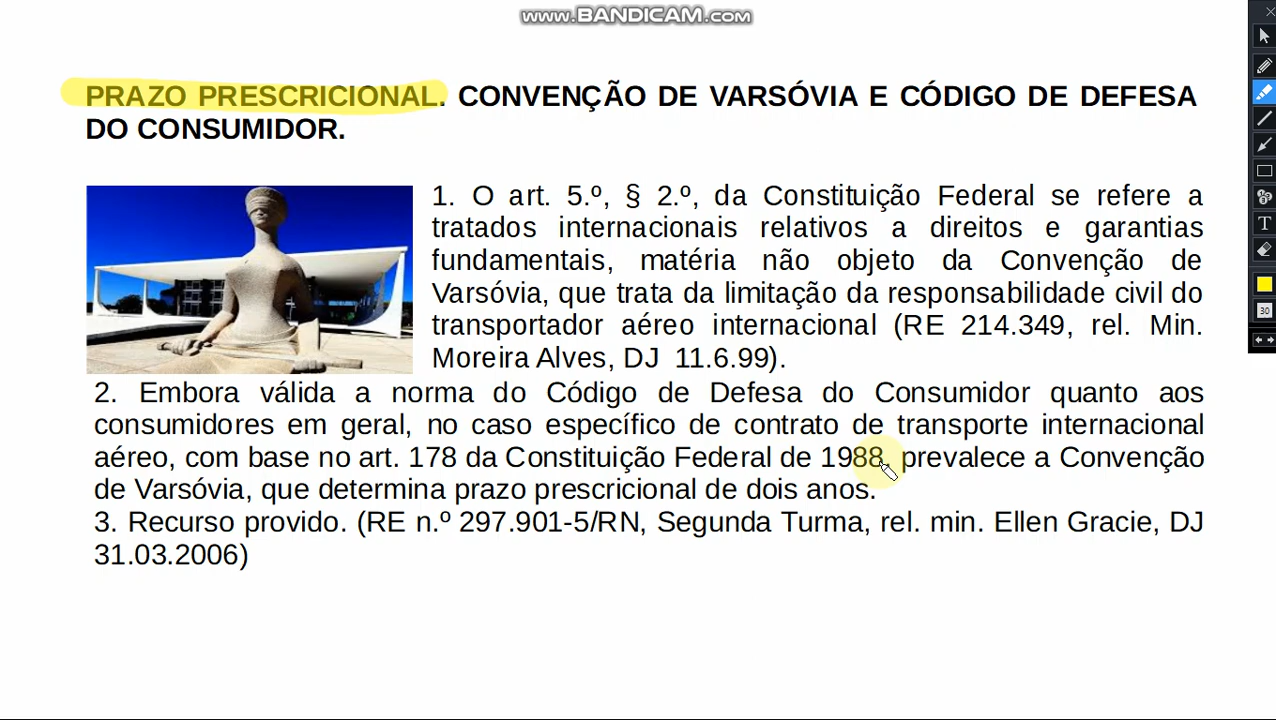 www.BANDICAM.com
PRAZO PRESCRICIONAL. CONVENÇÃO DE VARSÓVIA E CÓDIGO DE DEFESA
DO CONSUMIDOR.
1. O art. 5.º, § 2.º, da Constituição Federal se refere a
tratados internacionais relativos a direitos e garantias
fundamentais, matéria não objeto da Convenção de
Varsóvia, que trata da limitação da responsabilidade civil do
transportador aéreo internacional (RE 214.349, rel. Min.
Moreira Alves, DJ 11.6.99).
2. Embora válida a norma do Código de Defesa do Consumidor quanto aos
consumidores em geral, no caso específico de contrato de transporte internacional
aéreo, com base no art. 178 da Constituição Federal de 1988, prevalece a Convenção
de Varsóvia, que determina prazo prescricional de dois anos.
3. Recurso provido. (RE n.º 297.901-5/RN, Segunda Turma, rel. min. Ellen Gracie, DJ
31.03.2006)
T
30